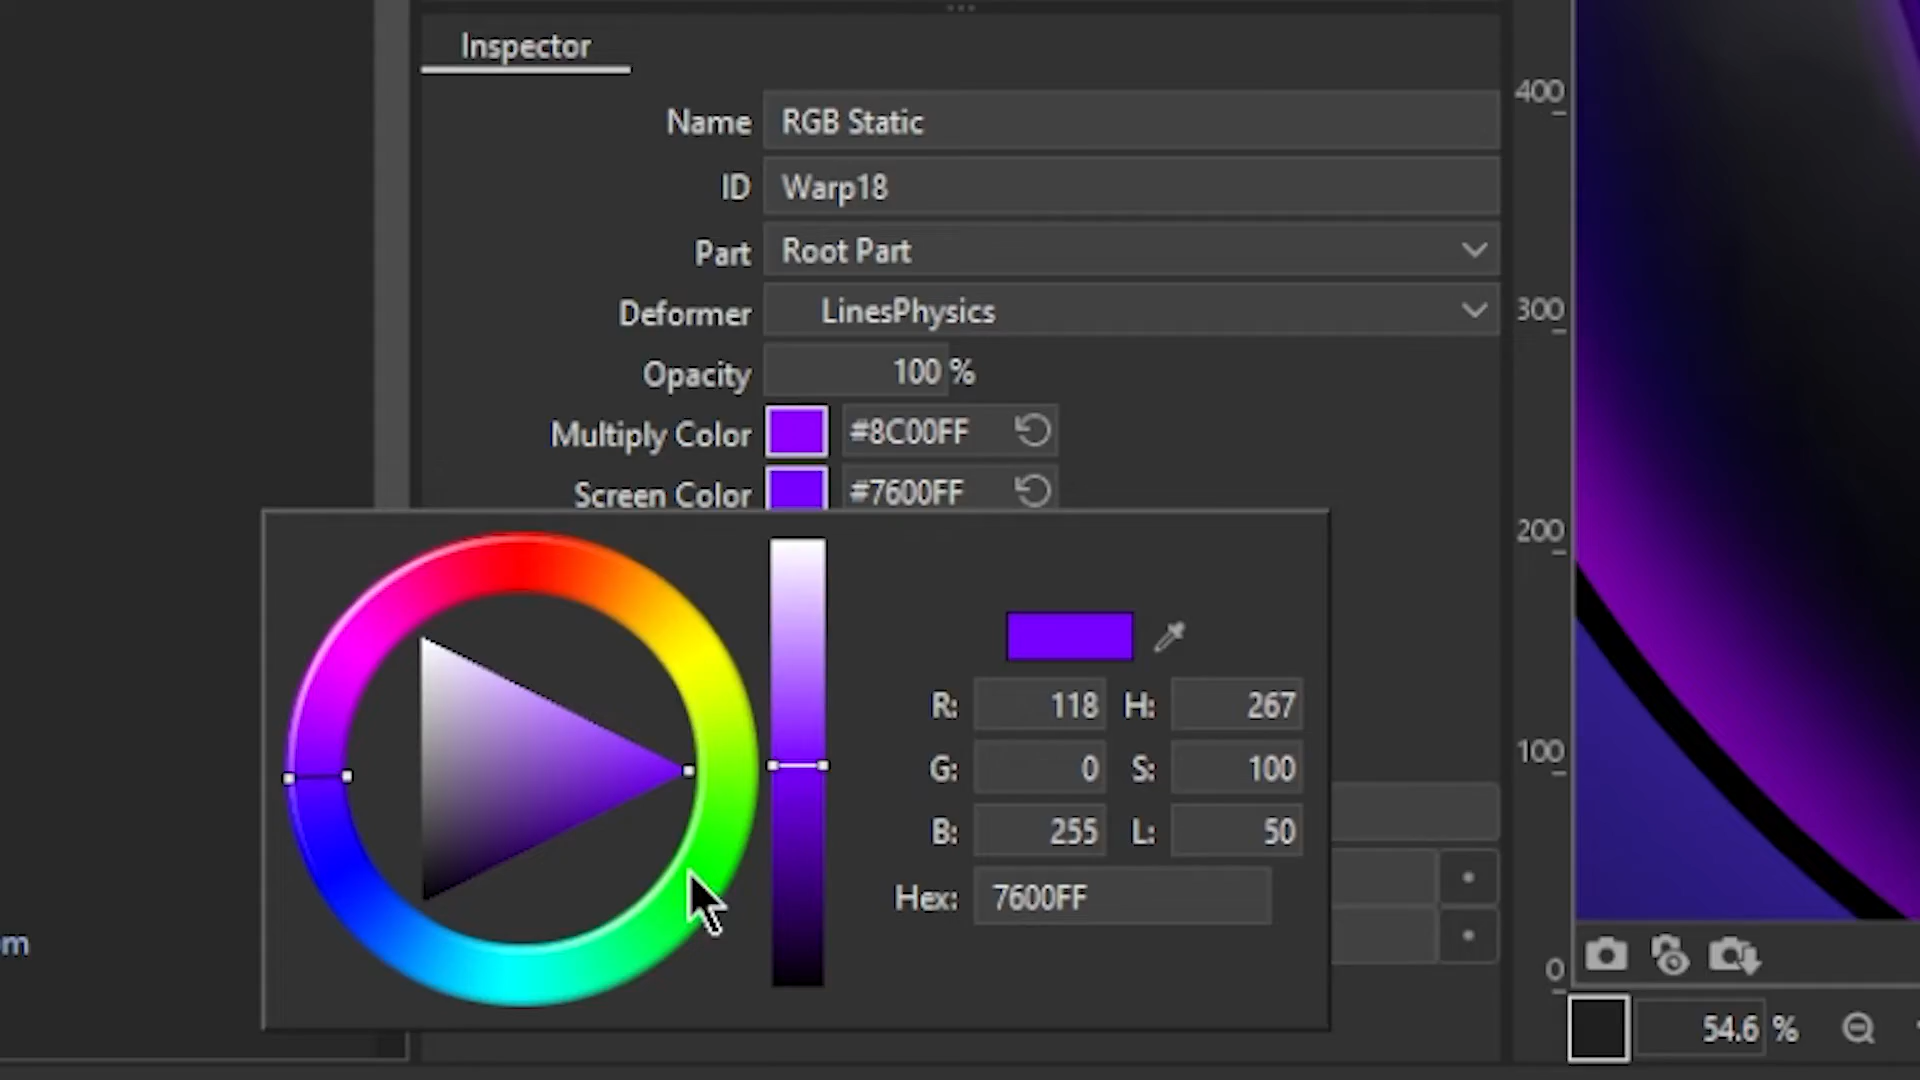 Inspector
Name RGB Static
ID Warp18
Part Root Part
Deformer LinesPhysics
Opacity 100 %
Multiply Color #8C00FF
Screen Color #7600FF
R: 118 H: 267
G: 0 S: 100
B: 255 L: 50
Hex: 7600FF
om
400
300
200
100
0
54.6 %